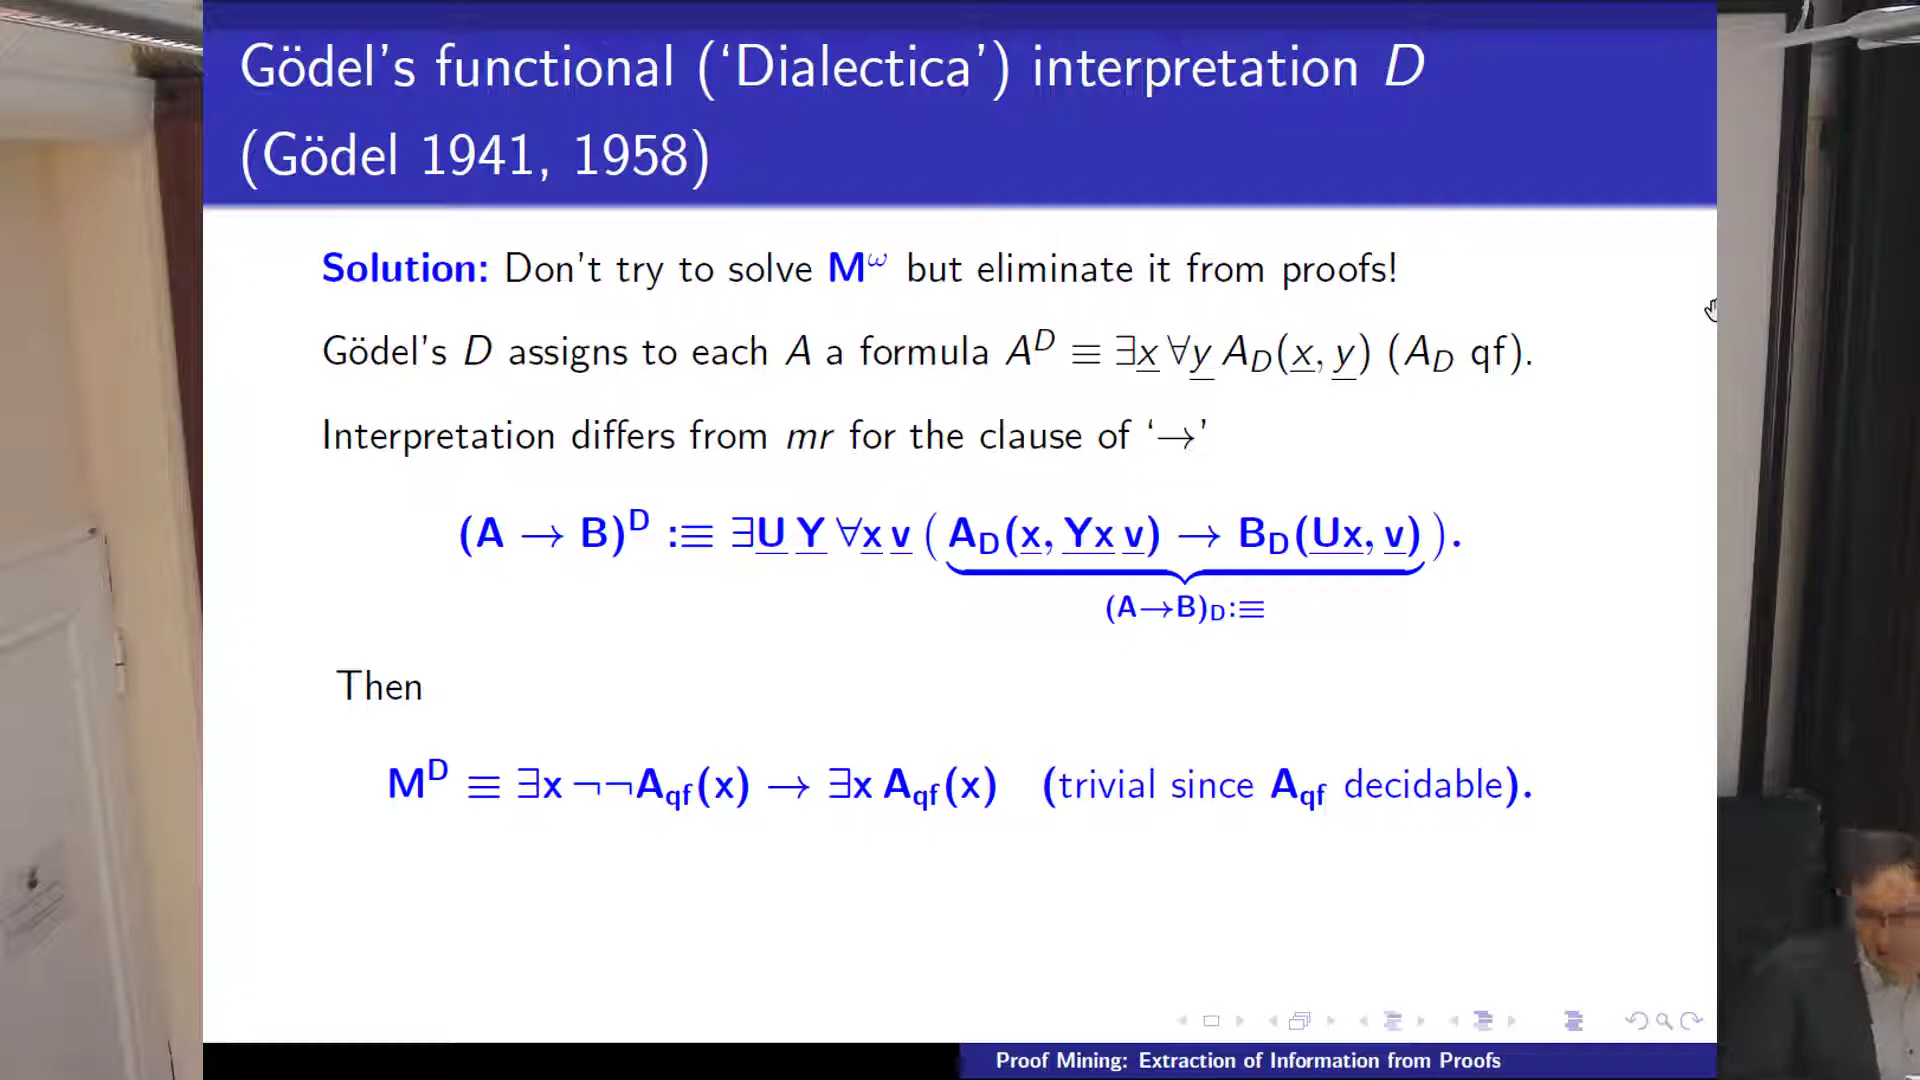 Gödel's functional ('Dialectica') interpretation D
(Gödel 1941, 1958)
Solution: Don't try to solve M^ω but eliminate it from proofs!
Gödel's D assigns to each A a formula A^D ≡ ∃x ∀y A_D(x, y) (A_D qf).
Interpretation differs from mr for the clause of '→'
(A → B)^D :≡ ∃U Y ∀x v ( A_D(x, Yx v) → B_D(Ux, v) ).
(A→B)_D:≡
Then
M^D ≡ ∃x ¬¬A_qf(x) → ∃x A_qf(x) (trivial since A_qf decidable).
Proof Mining: Extraction of Information from Proofs